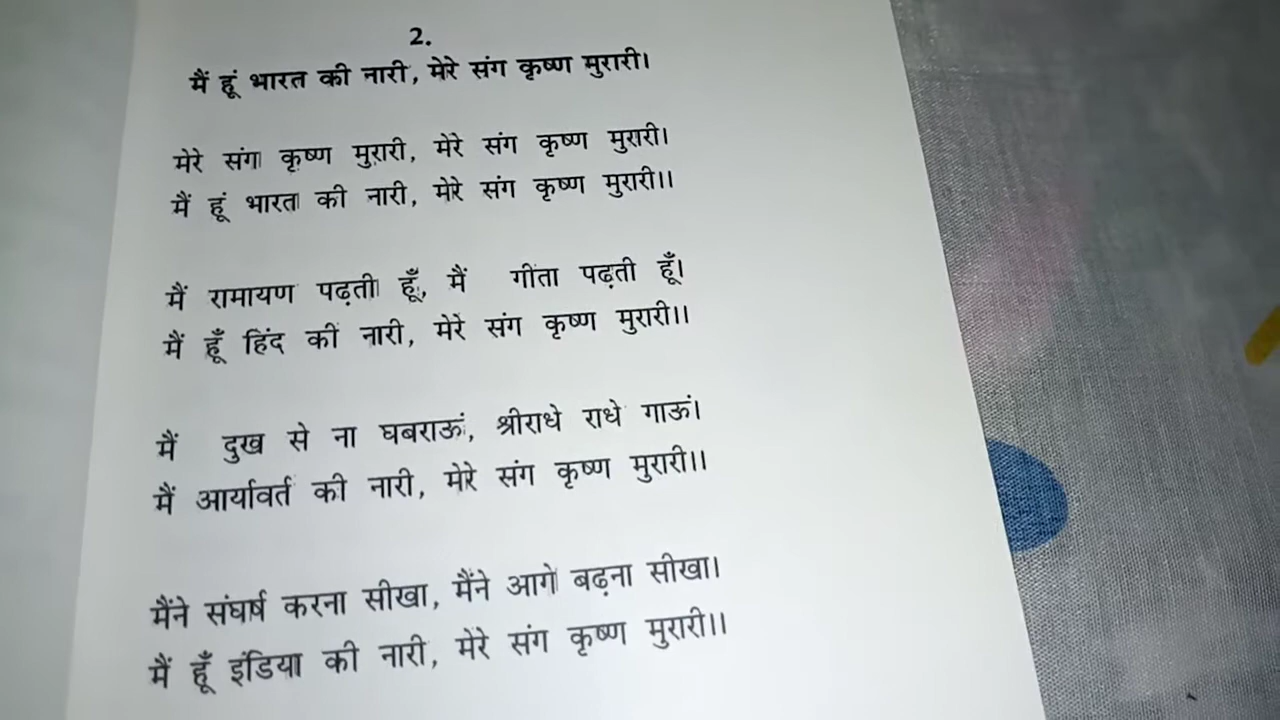 2.
मैं हूं भारत की नारी, मेरे संग कृष्ण मुरारी।
मेरे संग कृष्ण मुरारी, मेरे संग कृष्ण मुरारी।
मैं हूं भारत की नारी, मेरे संग कृष्ण मुरारी।।
मैं रामायण पढ़ती हूँ, मैं गीता पढ़ती हूँ।
मैं हूँ हिंद की नारी, मेरे संग कृष्ण मुरारी।।
मैं दुख से ना घबराऊं, श्रीराधे राधे गाऊं।
मैं आर्यावर्त की नारी, मेरे संग कृष्ण मुरारी।।
मैंने संघर्ष करना सीखा, मैंने आगे बढ़ना सीखा।
मैं हूँ इंडिया की नारी, मेरे संग कृष्ण मुरारी।।